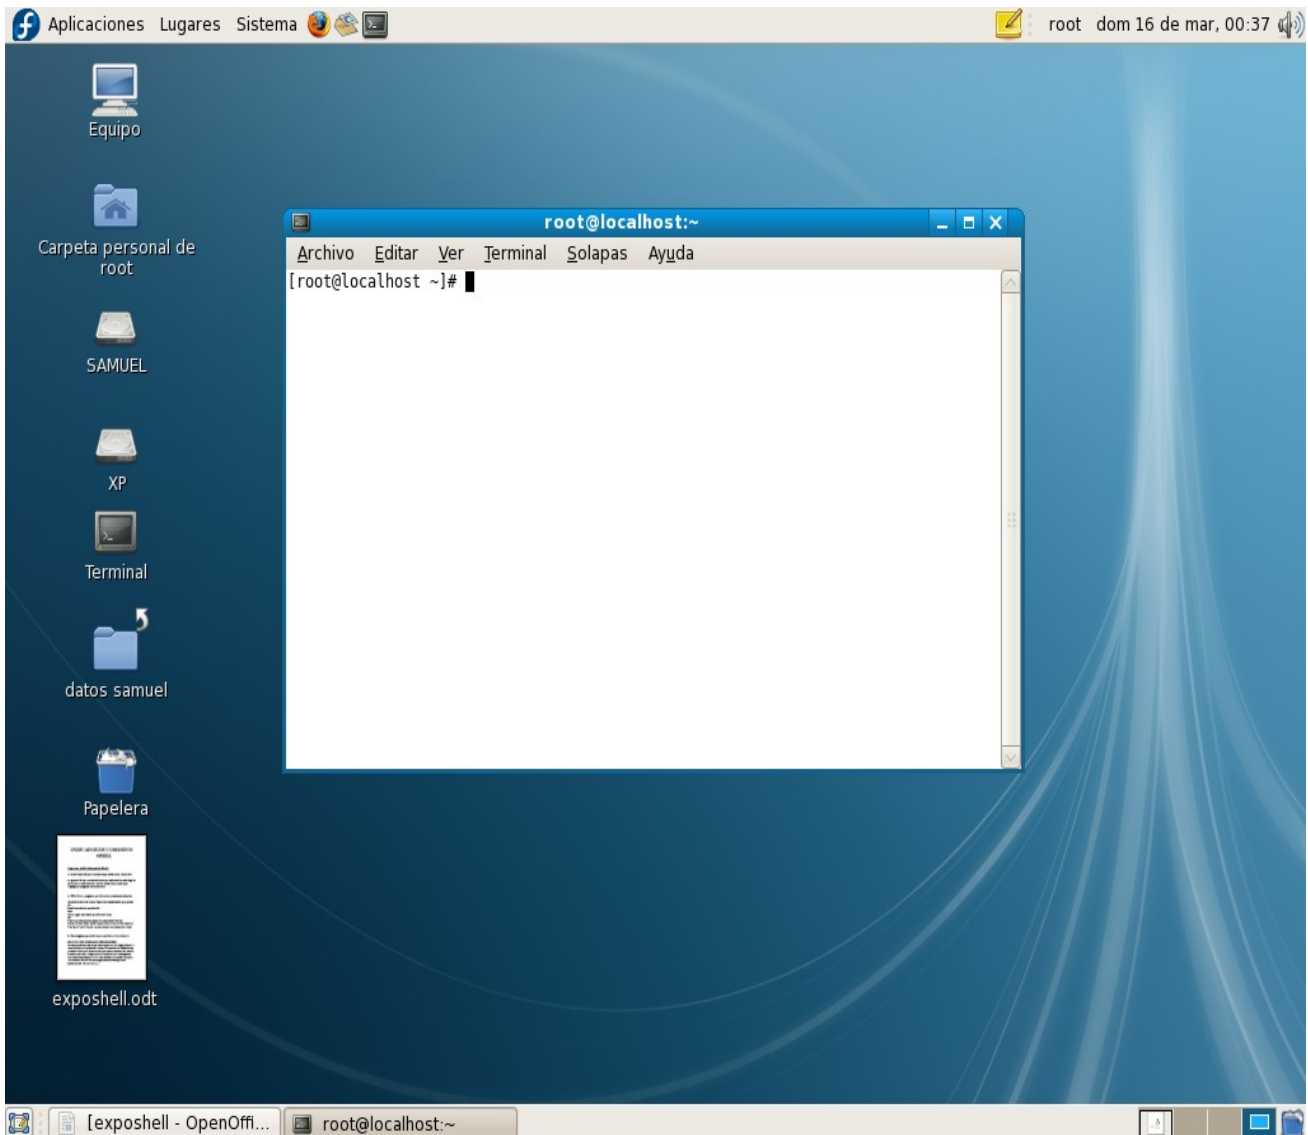 Aplicaciones Lugares Sistema root dom 16 de mar, 00:37
Equipo
Carpeta personal de
root
SAMUEL
XP
Terminal
datos samuel
Papelera
exposhell.odt
root@localhost:~
Archivo Editar Ver Terminal Solapas Ayuda
[root@localhost ~]#
[exposhell - OpenOffi... root@localhost:~